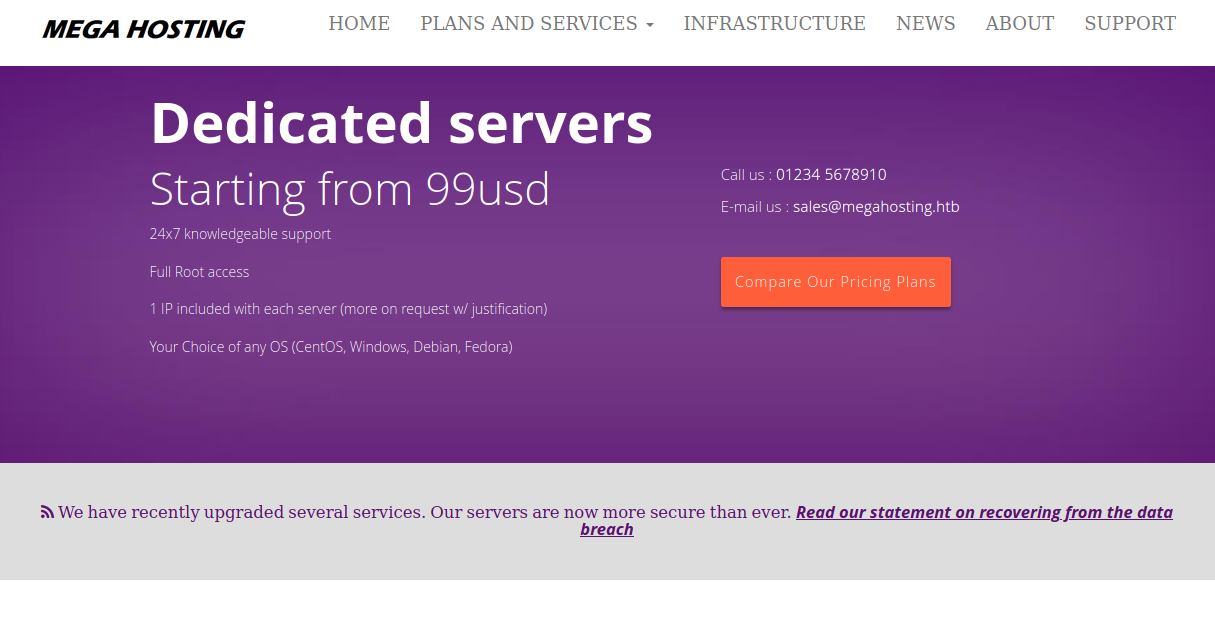 MEGA HOSTING
HOME PLANS AND SERVICES INFRASTRUCTURE NEWS ABOUT SUPPORT
Dedicated servers
Starting from 99usd
24x7 knowledgeable support
Full Root access
1 IP included with each server (more on request w/ justification)
Your Choice of any OS (CentOS, Windows, Debian, Fedora)
Call us : 01234 5678910
E-mail us : sales@megahosting.htb
Compare Our Pricing Plans
We have recently upgraded several services. Our servers are now more secure than ever. Read our statement on recovering from the data
breach